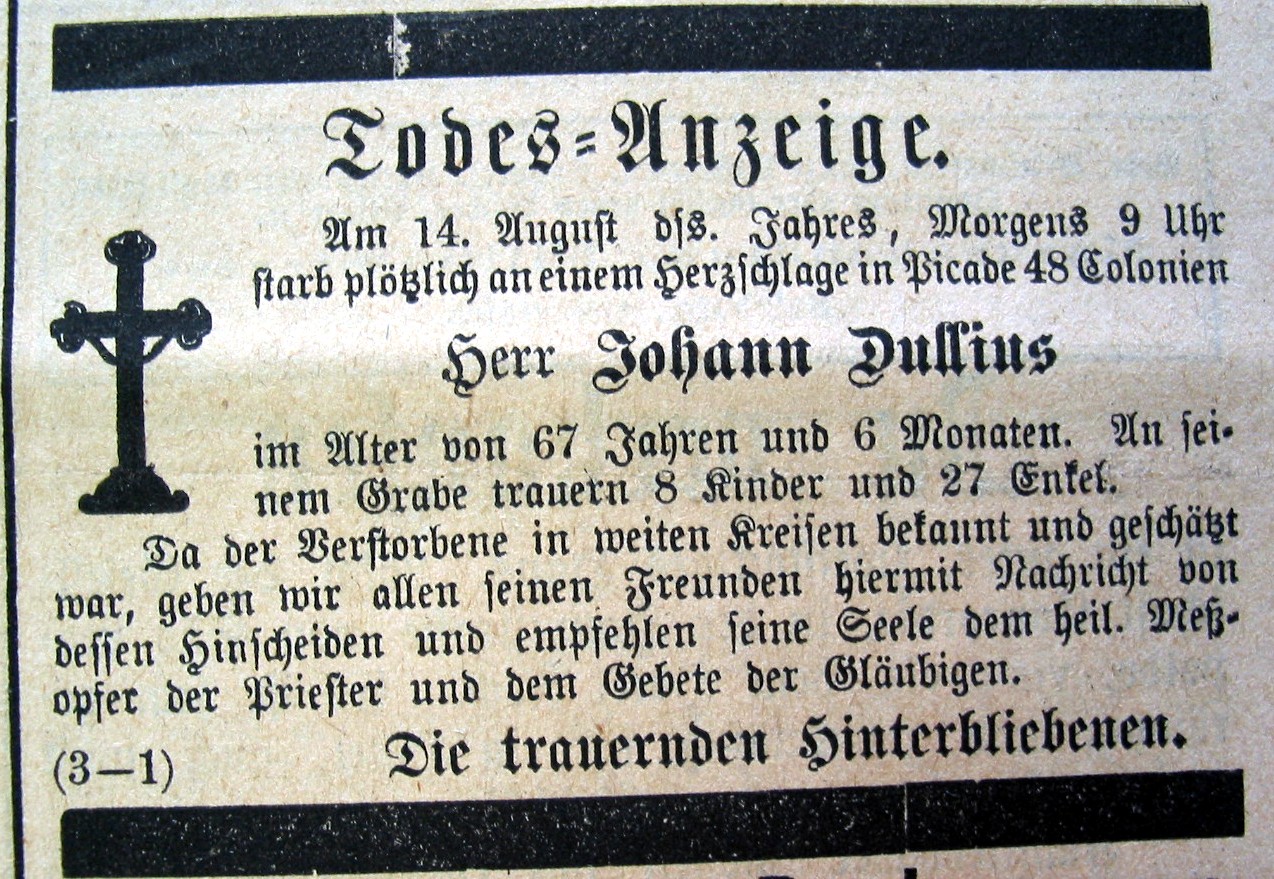 Todes-Anzeige.
Am 14. August dſs. Jahres, Morgens 9 Uhr
ſtarb plötzlich an einem Herzſchlage in Picade 48 Colonien
Herr Johann Dullius
im Alter von 67 Jahren und 6 Monaten. An ſei-
nem Grabe trauern 8 Kinder und 27 Enkel.
Da der Verſtorbene in weiten Kreiſen bekannt und geſchätzt
war, geben wir allen ſeinen Freunden hiermit Nachricht von
deſſen Hinſcheiden und empfehlen ſeine Seele dem heil. Meß-
opfer der Prieſter und dem Gebete der Gläubigen.
Die trauernden Hinterbliebenen.
(3—1)